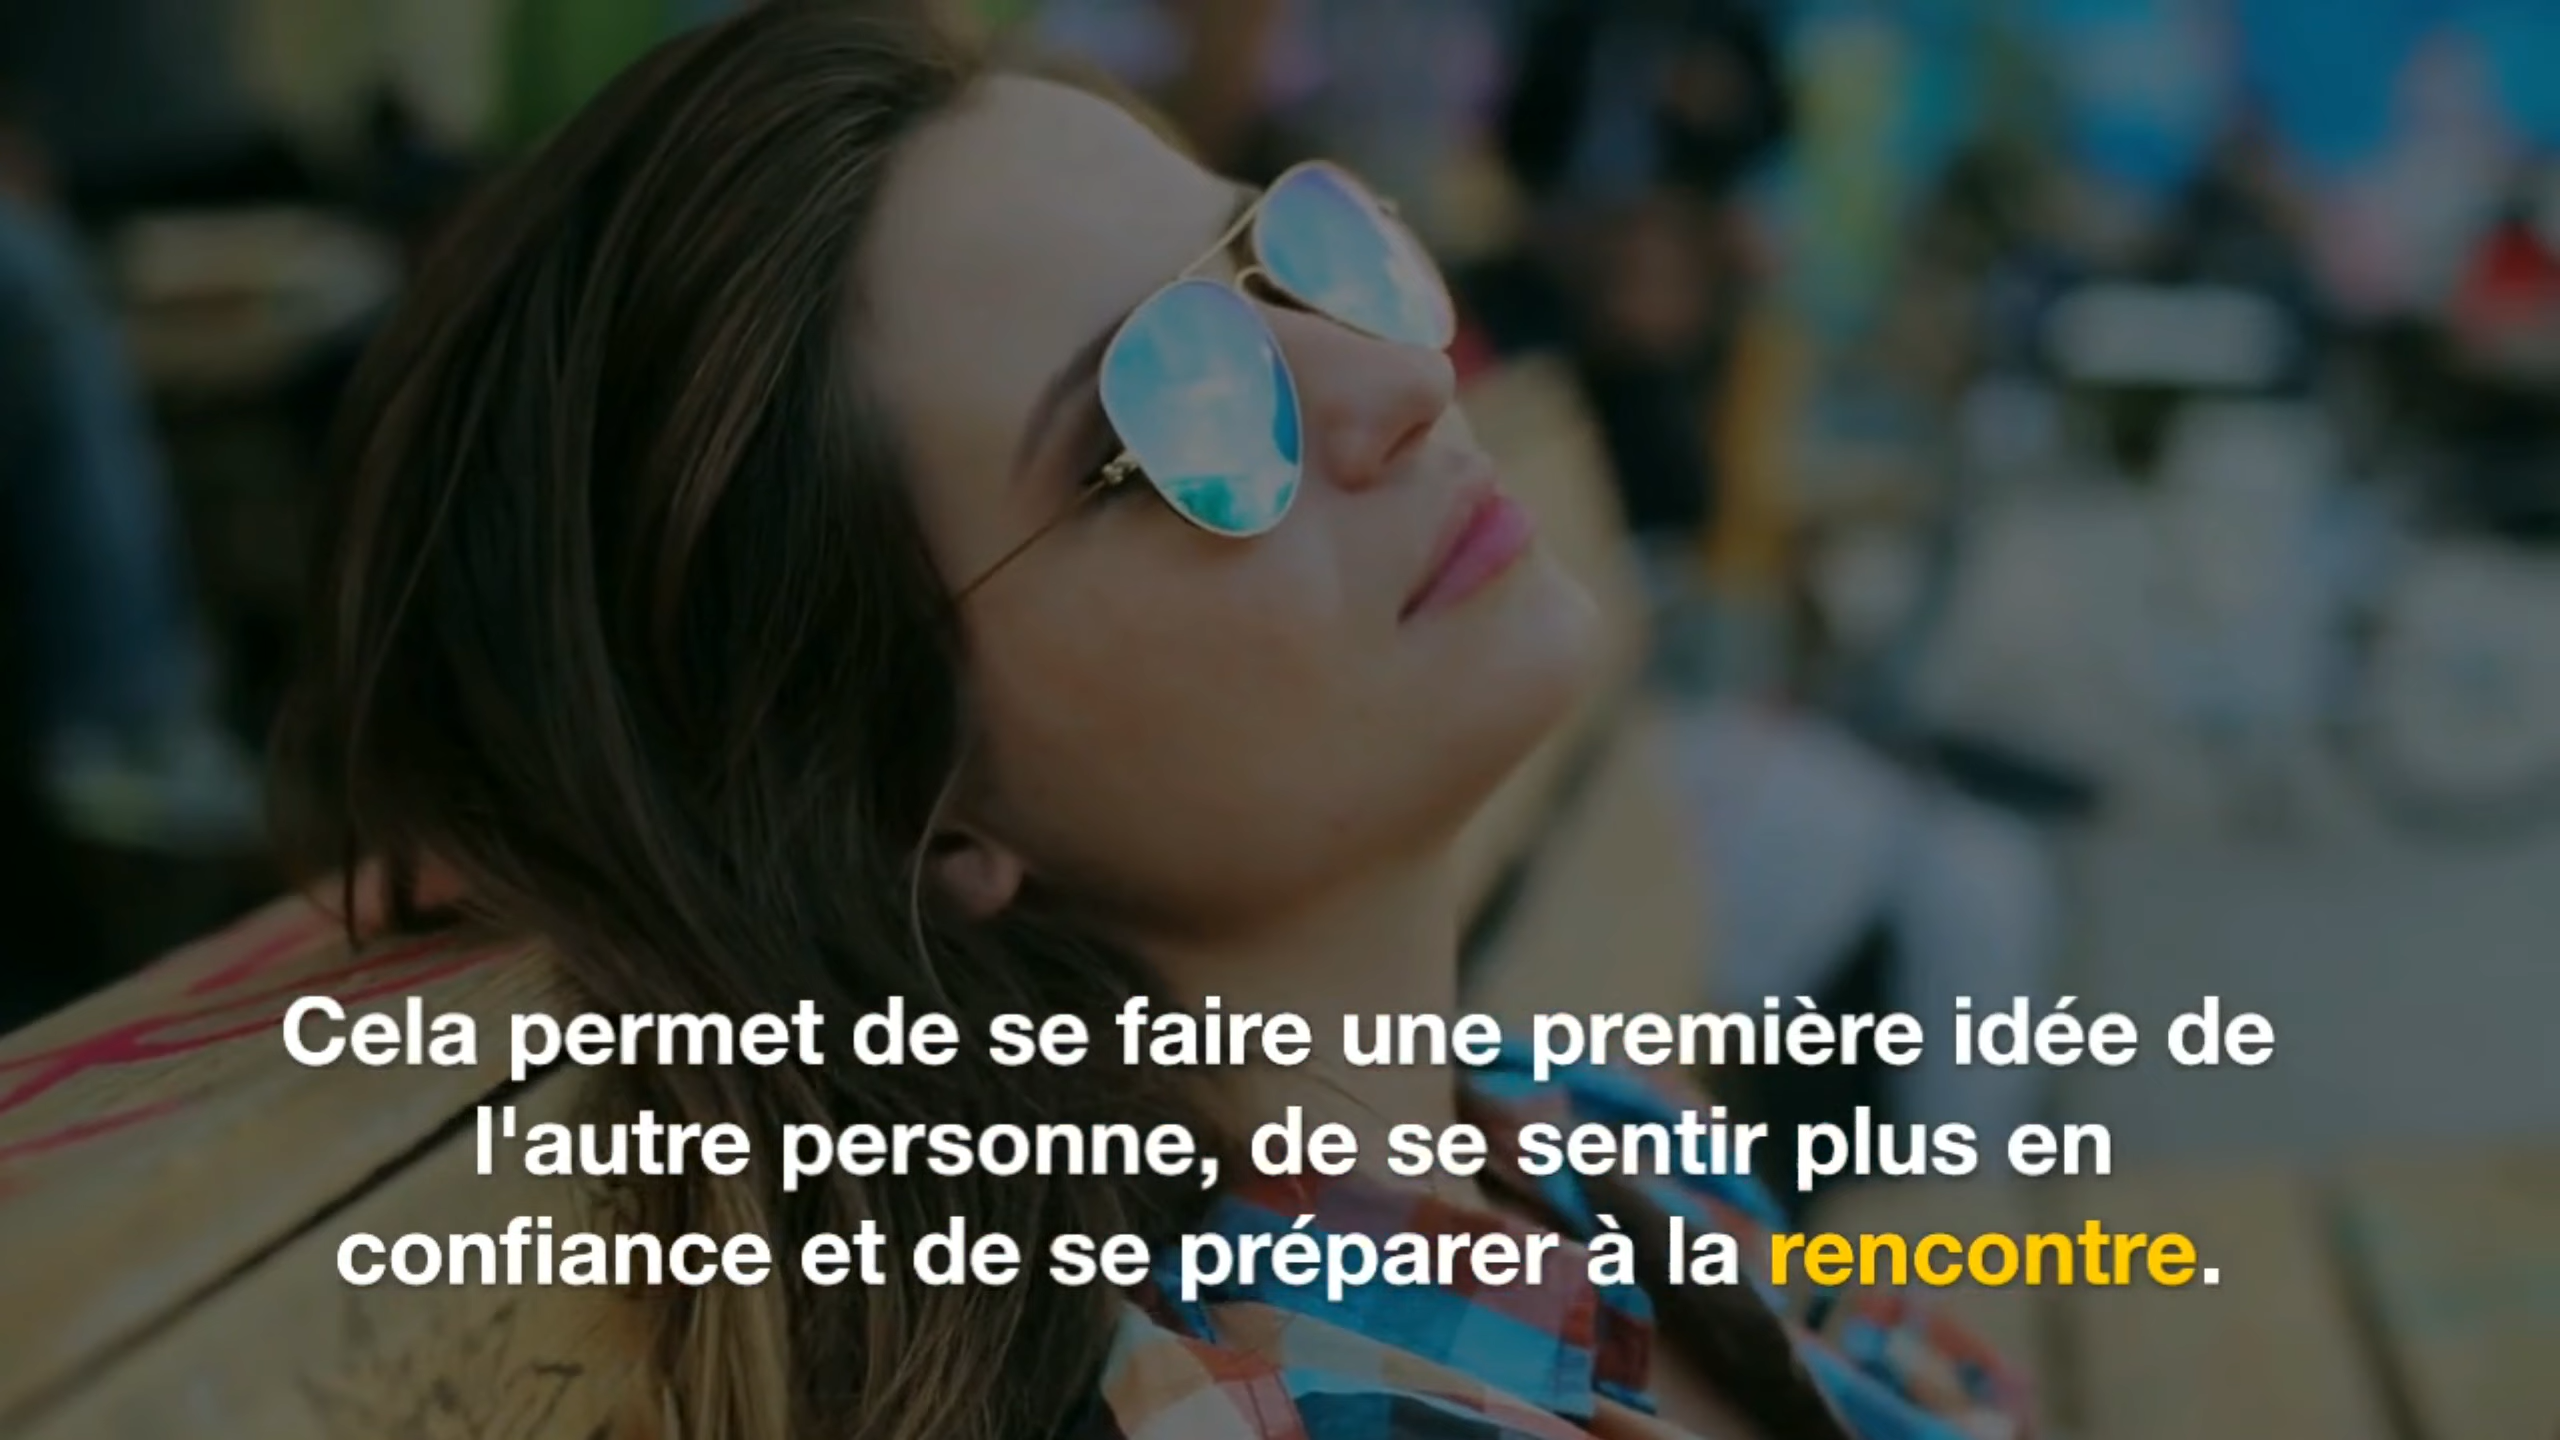 Cela permet de se faire une première idée de
l'autre personne, de se sentir plus en
confiance et de se préparer à la rencontre.